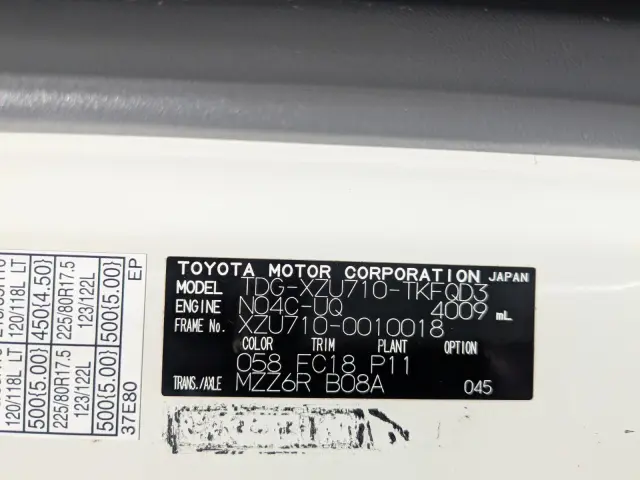 TOYOTA MOTOR CORPORATION JAPAN
MODEL TDG-XZU710-TKFQD3
ENGINE N04C-UQ 4009 mL
FRAME No. XZU710-0010018
COLOR TRIM PLANT OPTION
058 FC18 P11
TRANS./AXLE MZZ6R B08A 045
120/118L LT
500{5.00}
225/80R17.5
123/122L
500{5.00}
120/118L LT
450{4.50}
225/80R17.5
123/122L
500{5.00}
EP
37E80